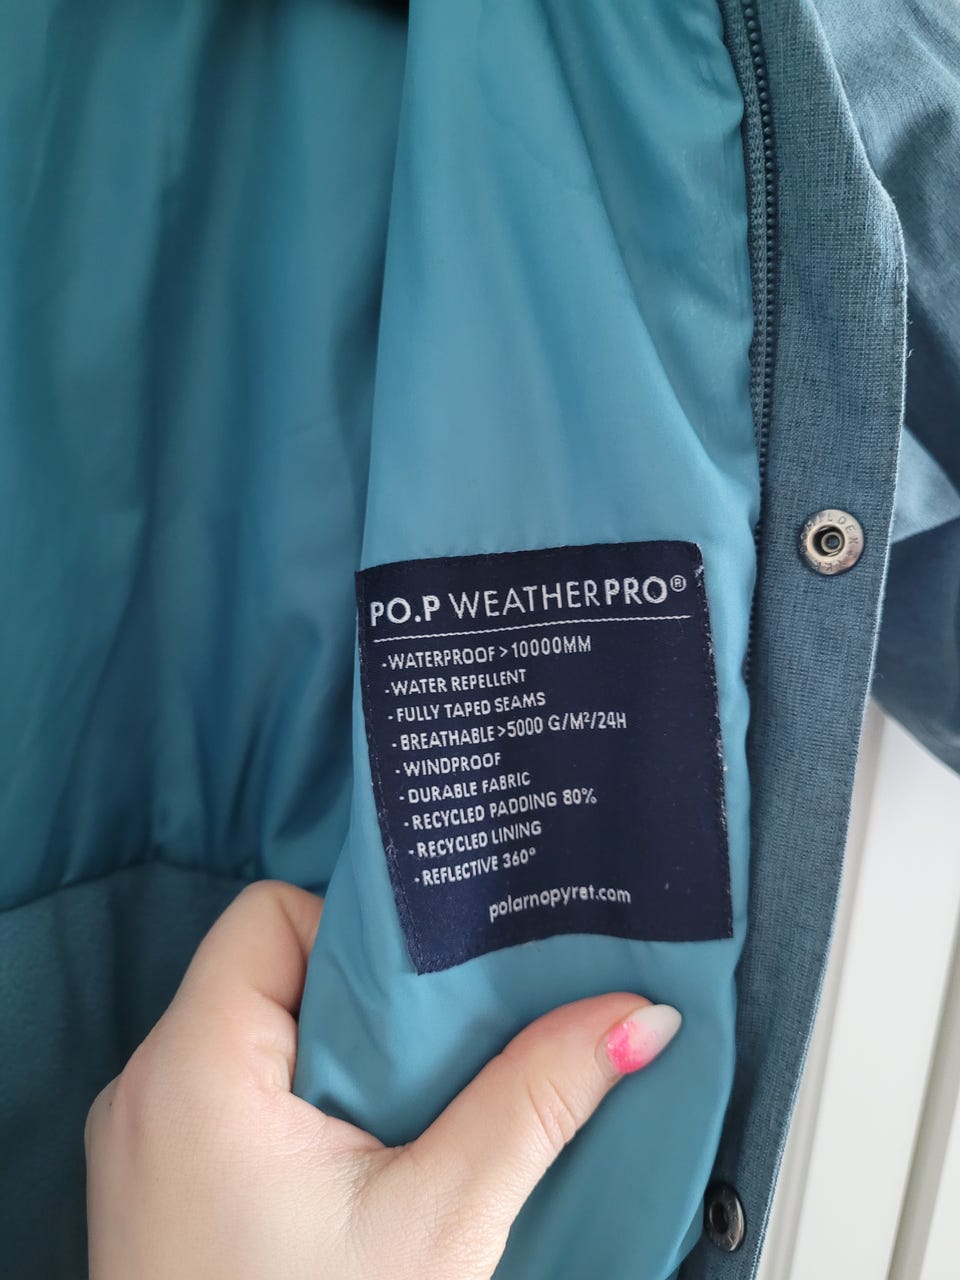 PO.P WEATHERPRO®
- WATERPROOF > 10000MM
- WATER REPELLENT
- FULLY TAPED SEAMS
- BREATHABLE > 5000 G/M²/24H
- WINDPROOF
- DURABLE FABRIC
- RECYCLED PADDING 80%
- RECYCLED LINING
- REFLECTIVE 360°
polarnopyret.com